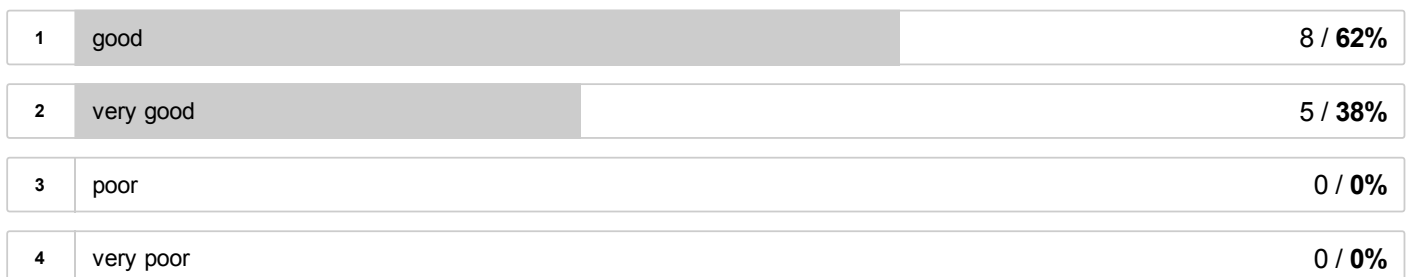 1 good 8 / 62%
2 very good 5 / 38%
3 poor 0 / 0%
4 very poor 0 / 0%